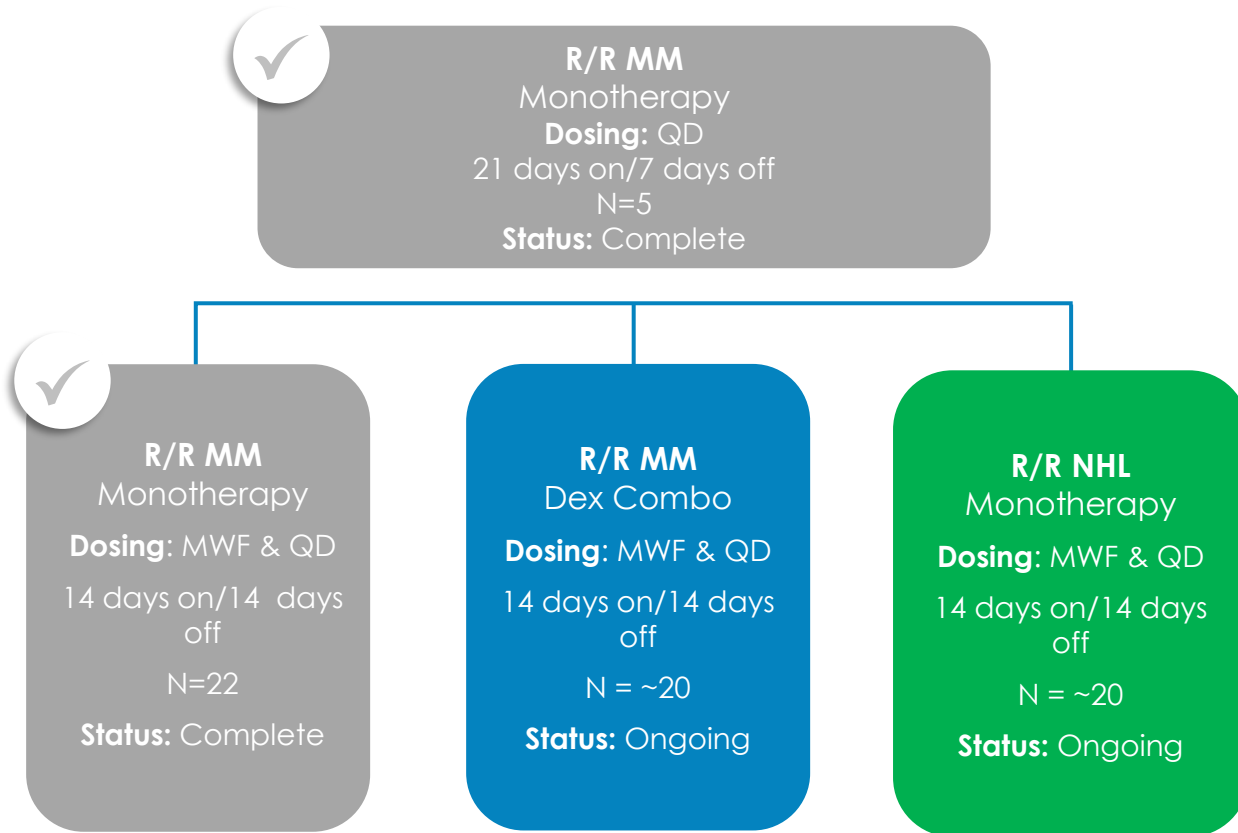 R/R MM
Monotherapy
Dosing: QD
21 days on/7 days off
N=5
Status: Complete
R/R MM
Monotherapy
Dosing: MWF & QD
14 days on/14 days
off
N=22
Status: Complete
R/R MM
Dex Combo
Dosing: MWF & QD
14 days on/14 days
off
N = ~20
Status: Ongoing
R/R NHL
Monotherapy
Dosing: MWF & QD
14 days on/14 days
off
N = ~20
Status: Ongoing